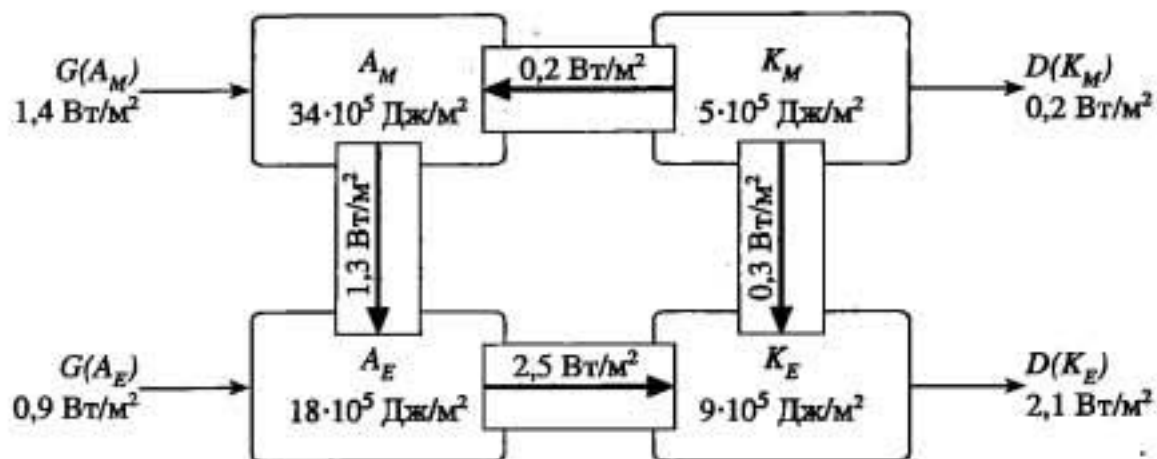 G(A_M)
1,4 Вт/м²
A_M
34·10⁵ Дж/м²
0,2 Вт/м²
K_M
5·10⁵ Дж/м²
D(K_M)
0,2 Вт/м²
1,3 Вт/м²
0,3 Вт/м²
G(A_E)
0,9 Вт/м²
A_E
18·10⁵ Дж/м²
2,5 Вт/м²
K_E
9·10⁵ Дж/м²
D(K_E)
2,1 Вт/м²